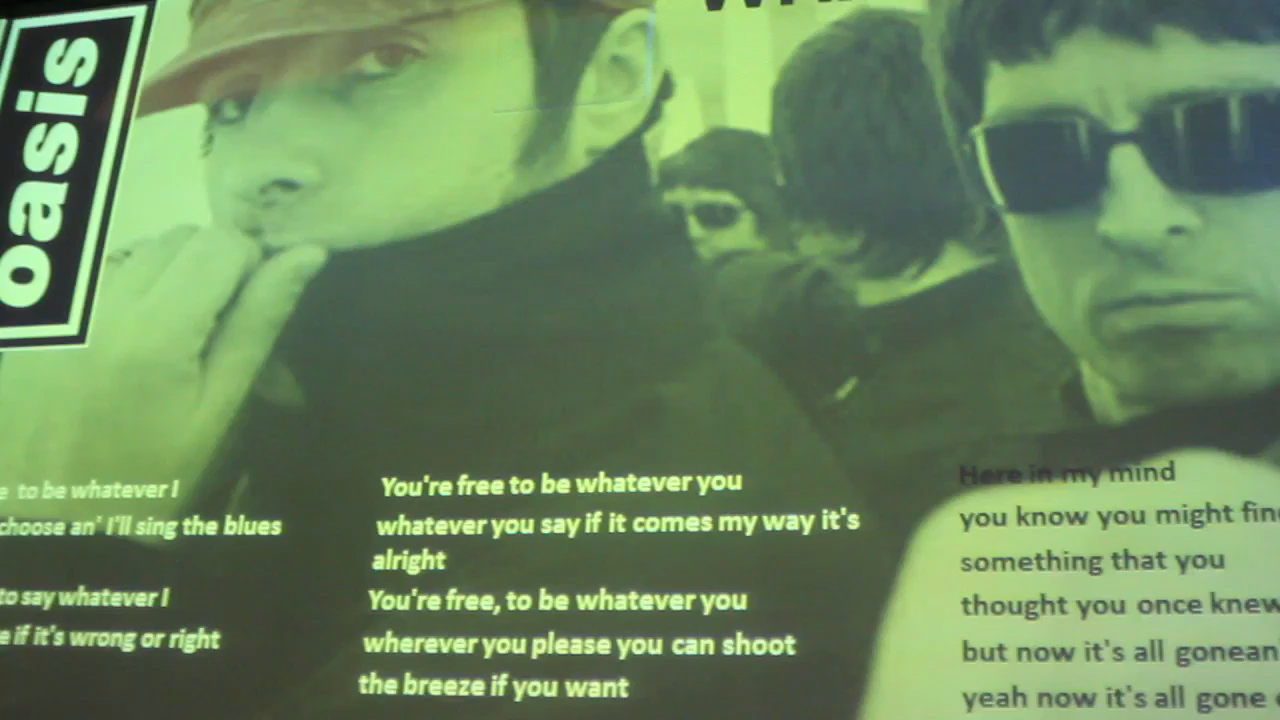 oasis
to be whatever I
choose an' I'll sing the blues
to say whatever I
if it's wrong or right
You're free to be whatever you
whatever you say if it comes my way it's
alright
You're free, to be whatever you
wherever you please you can shoot
the breeze if you want
Here in my mind
you know you might
something that you
thought you once knew
but now it's all gonean
yeah now it's all gone